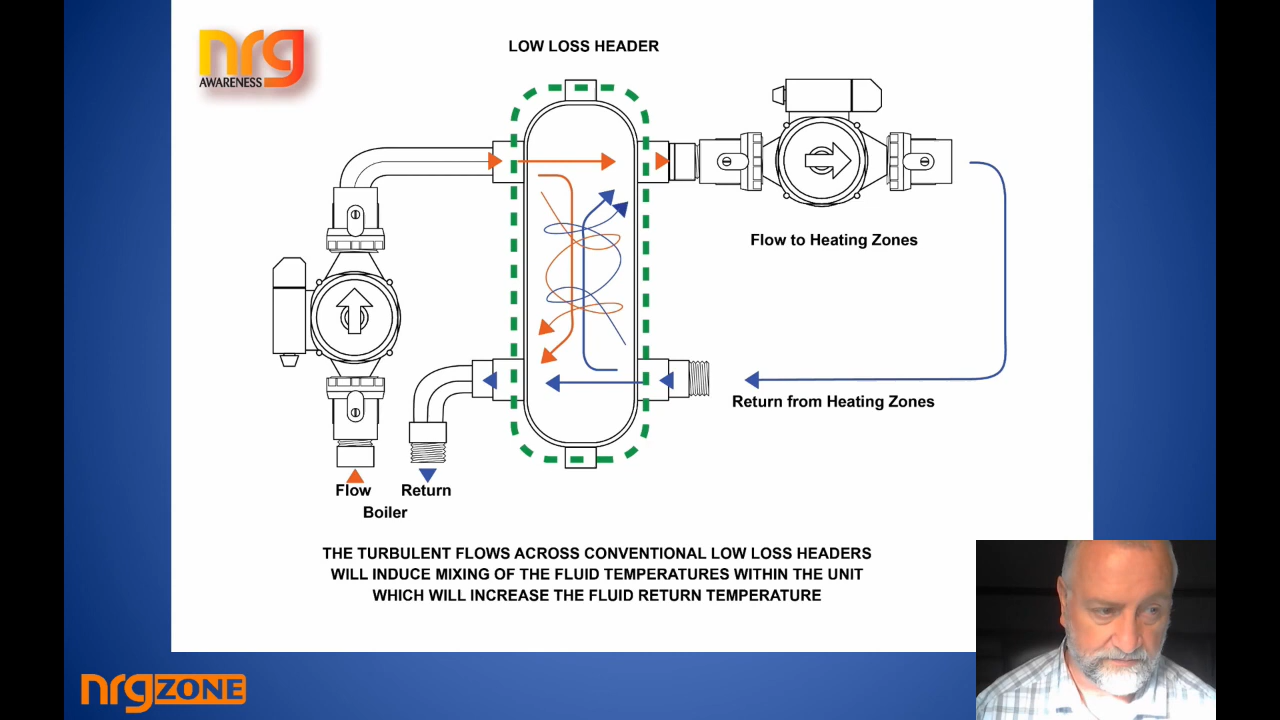 nrg
AWARENESS
LOW LOSS HEADER
Flow to Heating Zones
Return from Heating Zones
Flow Return
Boiler
THE TURBULENT FLOWS ACROSS CONVENTIONAL LOW LOSS HEADERS
WILL INDUCE MIXING OF THE FLUID TEMPERATURES WITHIN THE UNIT
WHICH WILL INCREASE THE FLUID RETURN TEMPERATURE
nrgZONE